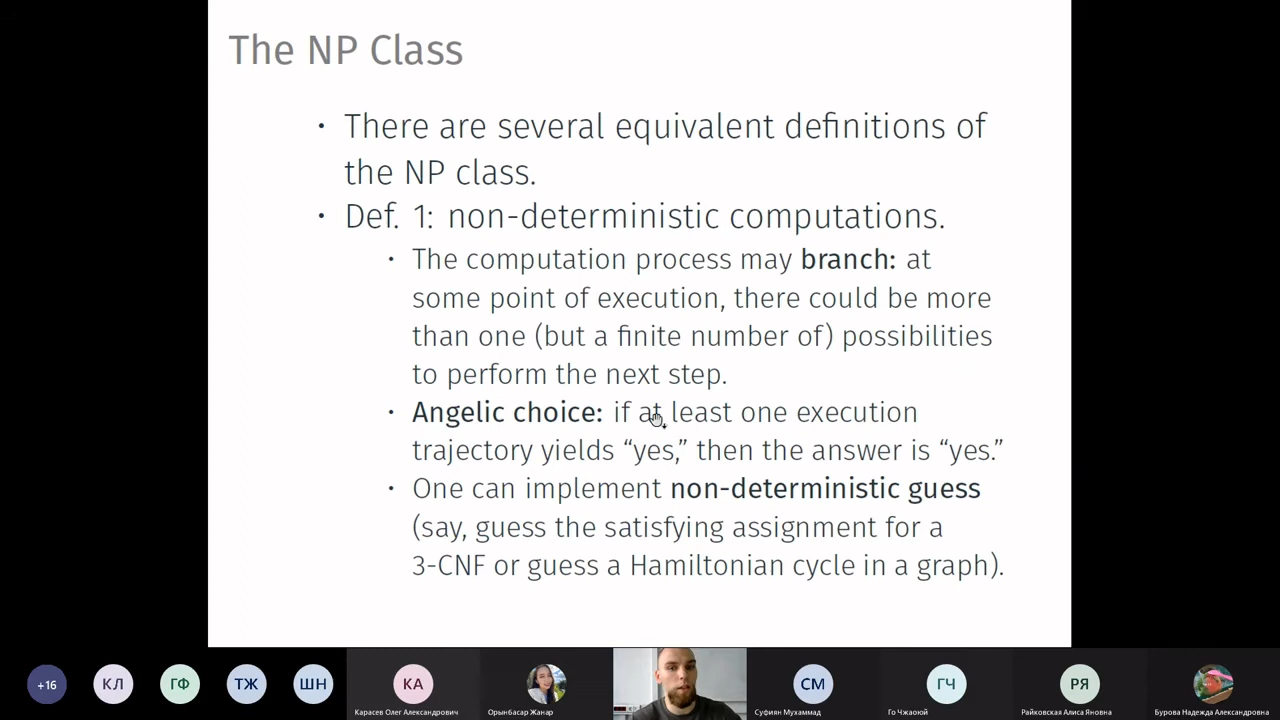 The NP Class
• There are several equivalent definitions of
the NP class.
• Def. 1: non-deterministic computations.
• The computation process may branch: at
some point of execution, there could be more
than one (but a finite number of) possibilities
to perform the next step.
• Angelic choice: if at least one execution
trajectory yields “yes,” then the answer is “yes.”
• One can implement non-deterministic guess
(say, guess the satisfying assignment for a
3-CNF or guess a Hamiltonian cycle in a graph).
+16 КЛ ГФ ТЖ ШН КА СМ ГЧ РЯ
Карасев Олег Александрович Орынбасар Жанар Суфиян Мухаммад Го Чжаоюй Райковская Алиса Яновна Бурова Надежда Александровна